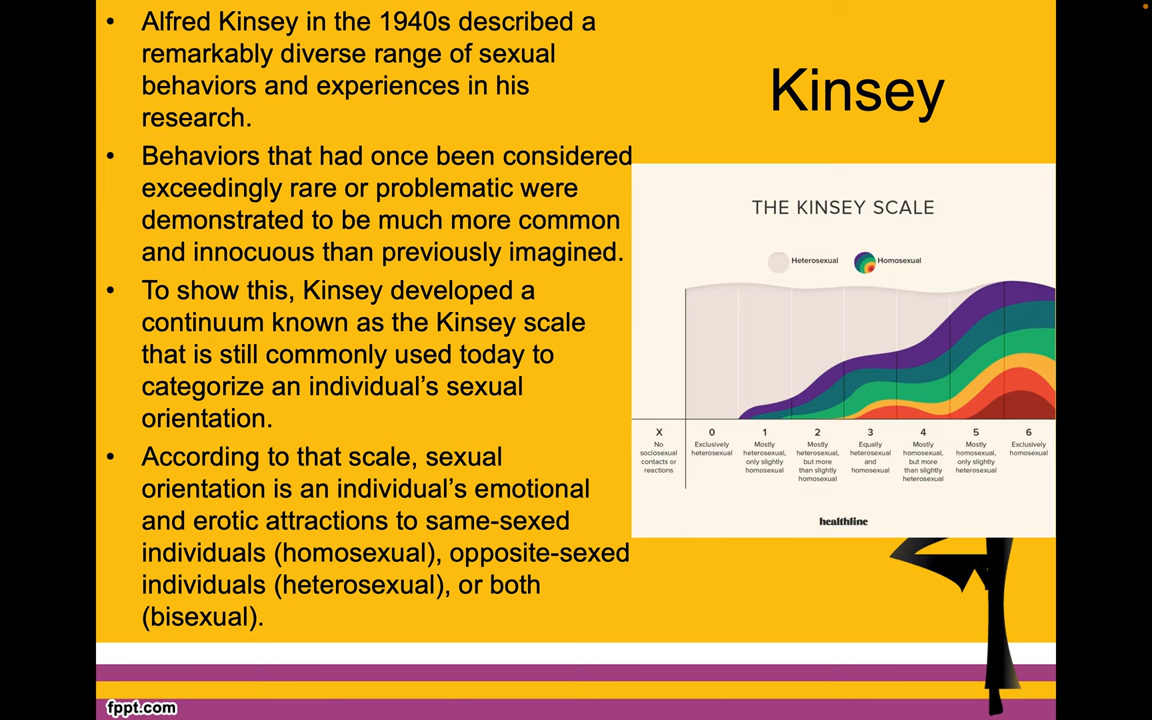 • Alfred Kinsey in the 1940s described a
remarkably diverse range of sexual
behaviors and experiences in his
research.
• Behaviors that had once been considered
exceedingly rare or problematic were
demonstrated to be much more common
and innocuous than previously imagined.
• To show this, Kinsey developed a
continuum known as the Kinsey scale
that is still commonly used today to
categorize an individual’s sexual
orientation.
• According to that scale, sexual
orientation is an individual’s emotional
and erotic attractions to same-sexed
individuals (homosexual), opposite-sexed
individuals (heterosexual), or both
(bisexual).
Kinsey
THE KINSEY SCALE
Heterosexual
Homosexual
X
No
sociosexual
contacts or
reactions
0
Exclusively
heterosexual
1
Mostly
heterosexual,
only slightly
homosexual
2
Mostly
heterosexual,
but more
than slightly
homosexual
3
Equally
heterosexual
and
homosexual
4
Mostly
homosexual,
but more
than slightly
heterosexual
5
Mostly
homosexual,
only slightly
heterosexual
6
Exclusively
homosexual
healthline
fppt.com